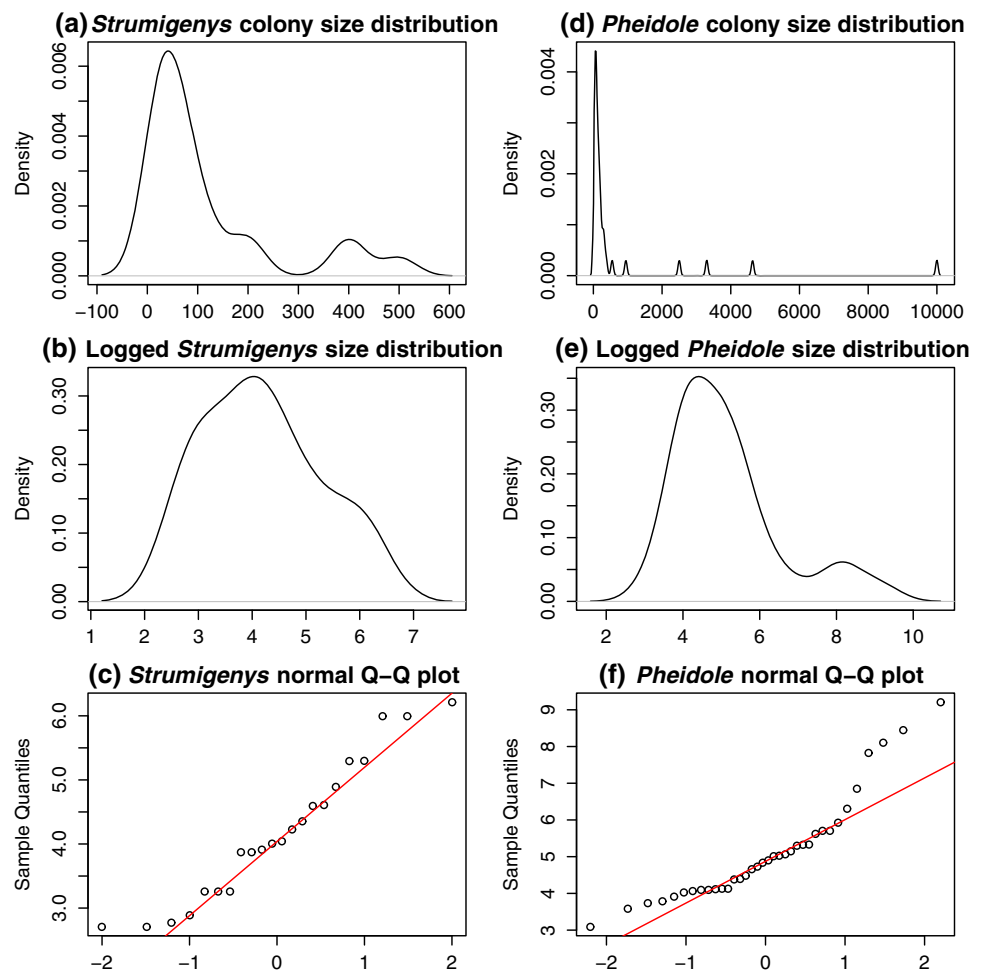 (a) Strumigenys colony size distribution
Density
0.000 0.002 0.004 0.006
−100 0 100 200 300 400 500 600
(b) Logged Strumigenys size distribution
Density
0.00 0.10 0.20 0.30
1 2 3 4 5 6 7
(c) Strumigenys normal Q−Q plot
Sample Quantiles
3.0 4.0 5.0 6.0
−2 −1 0 1 2
(d) Pheidole colony size distribution
Density
0.000 0.002 0.004
0 2000 4000 6000 8000 10000
(e) Logged Pheidole size distribution
Density
0.00 0.10 0.20 0.30
2 4 6 8 10
(f) Pheidole normal Q−Q plot
Sample Quantiles
3 4 5 6 7 8 9
−2 −1 0 1 2